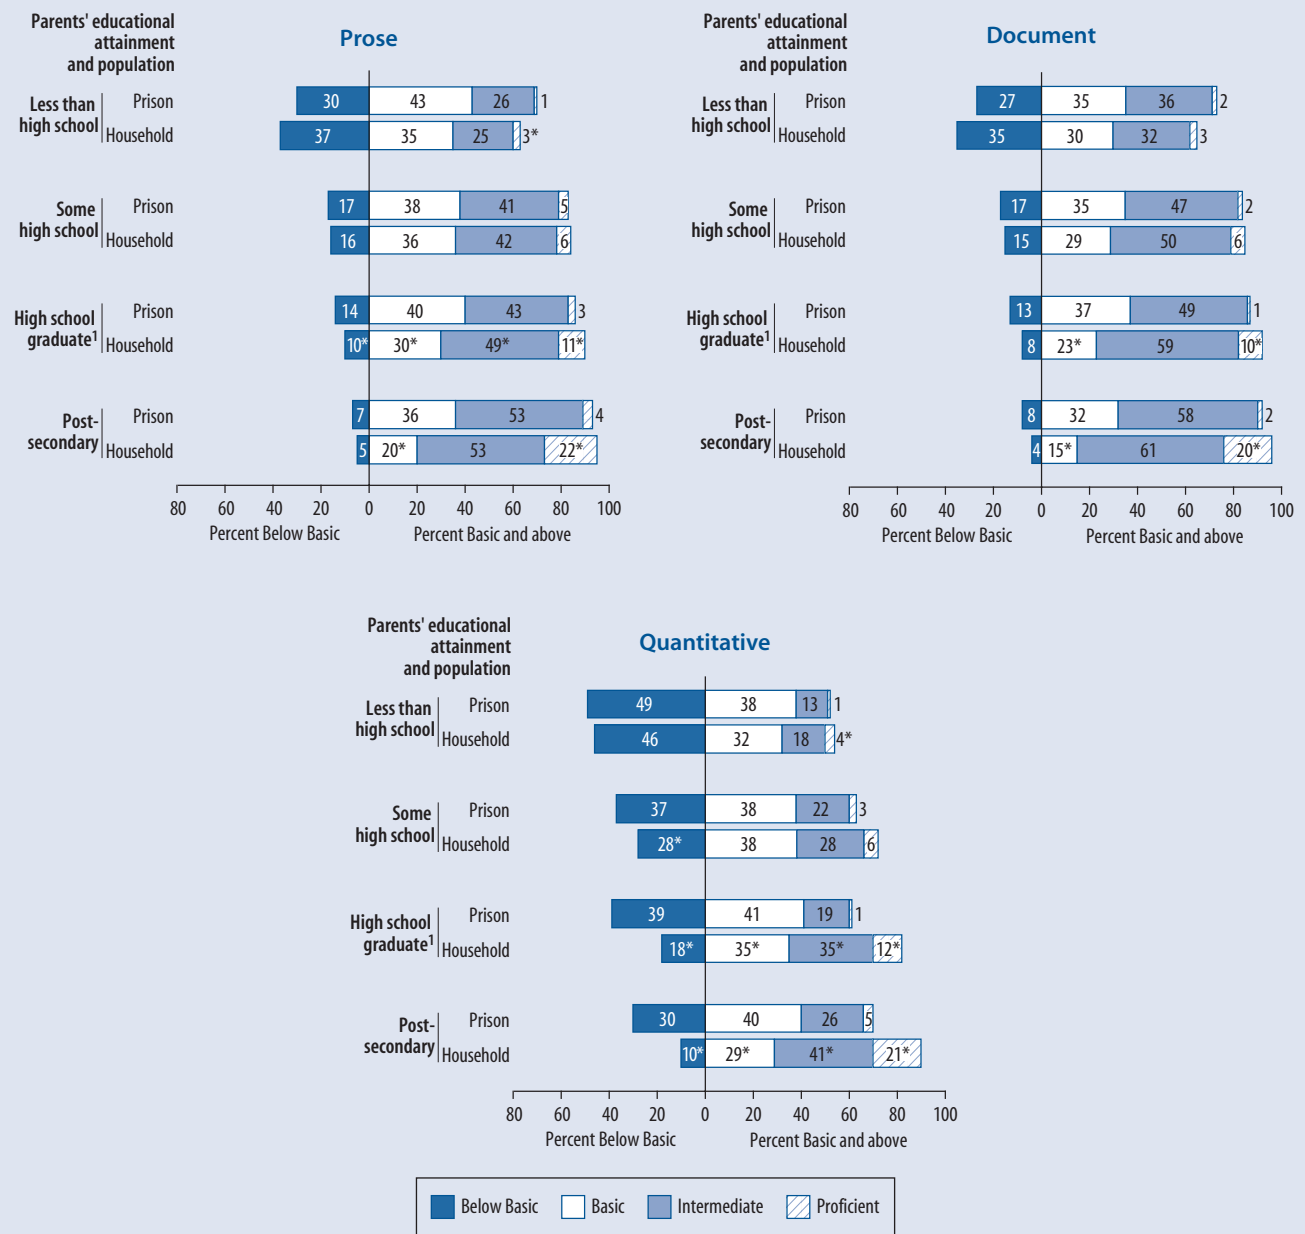 Parents' educational
attainment
and population
Prose
Less than
high school
Prison
30 43 26 1
Household
37 35 25 3*
Some
high school
Prison
17 38 41 5
Household
16 36 42 6
High school
graduate1
Prison
14 40 43 3
Household
10* 30* 49* 11*
Post-
secondary
Prison
7 36 53 4
Household
5 20* 53 22*
80 60 40 20 0 20 40 60 80 100
Percent Below Basic Percent Basic and above
Parents' educational
attainment
and population
Document
Less than
high school
Prison
27 35 36 2
Household
35 30 32 3
Some
high school
Prison
17 35 47 2
Household
15 29 50 6
High school
graduate1
Prison
13 37 49 1
Household
8 23* 59 10*
Post-
secondary
Prison
8 32 58 2
Household
4 15* 61 20*
80 60 40 20 0 20 40 60 80 100
Percent Below Basic Percent Basic and above
Parents' educational
attainment
and population
Quantitative
Less than
high school
Prison
49 38 13 1
Household
46 32 18 4*
Some
high school
Prison
37 38 22 3
Household
28* 38 28 6
High school
graduate1
Prison
39 41 19 1
Household
18* 35* 35* 12*
Post-
secondary
Prison
30 40 26 5
Household
10* 29* 41* 21*
80 60 40 20 0 20 40 60 80 100
Percent Below Basic Percent Basic and above
Below Basic Basic Intermediate Proficient